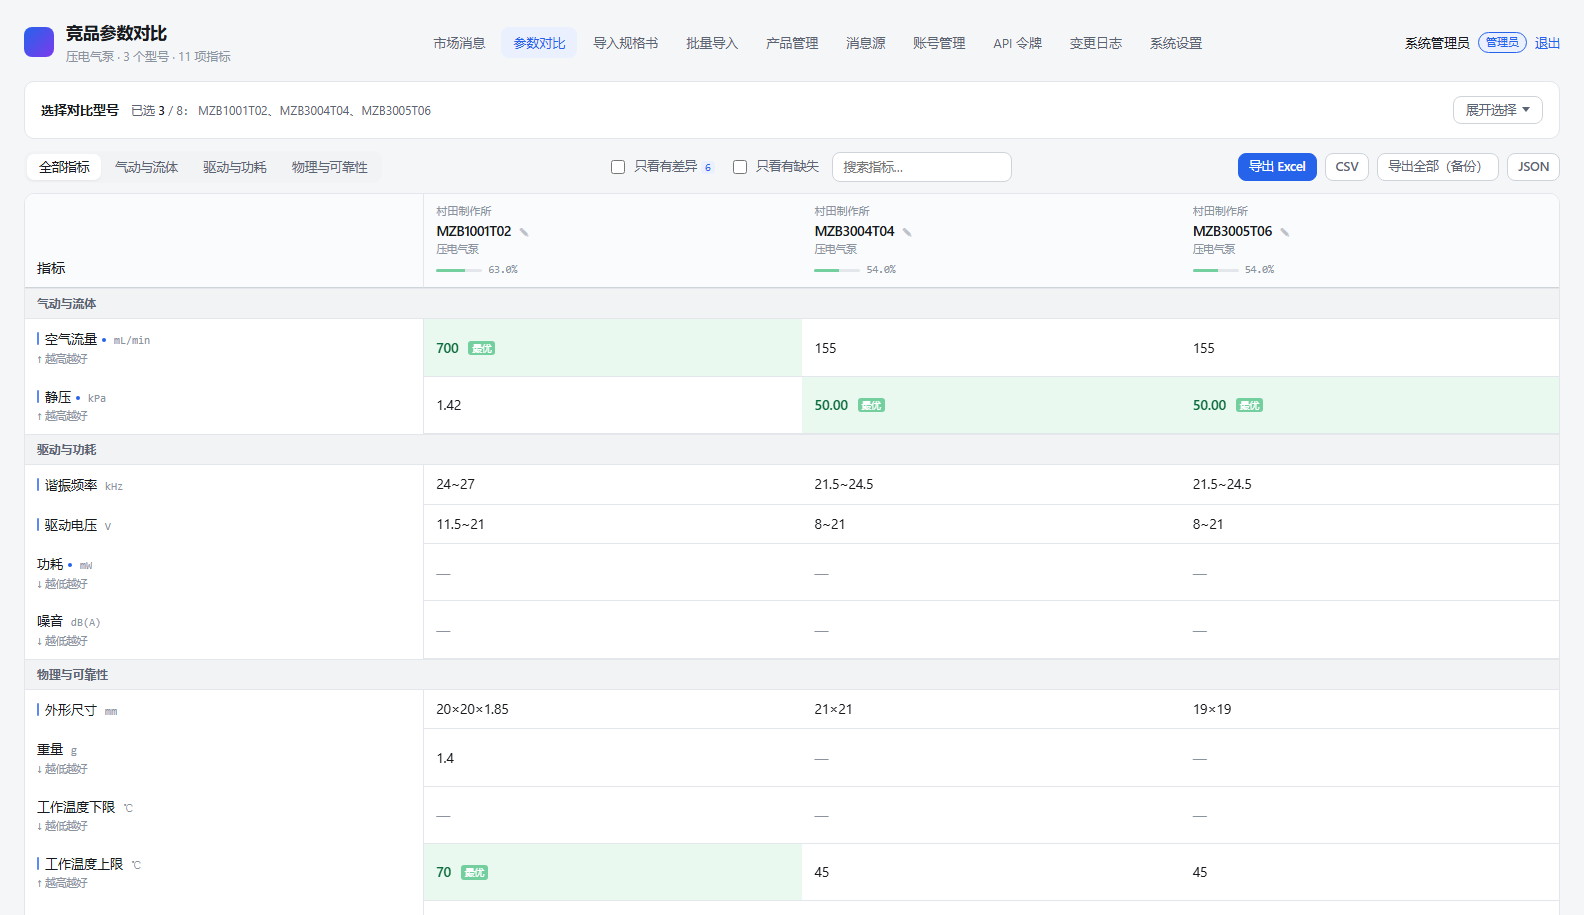 竞品参数对比
压电气泵 · 3 个型号 · 11 项指标
市场消息 参数对比 导入规格书 批量导入 产品管理 消息源 账号管理 API 令牌 变更日志 系统设置
系统管理员 管理员 退出
选择对比型号 已选 3 / 8: MZB1001T02、MZB3004T04、MZB3005T06
展开选择
全部指标 气动与流体 驱动与功耗 物理与可靠性
只看有差异 6 只看有缺失 搜索指标...
导出 Excel CSV 导出全部（备份） JSON
指标
村田制作所 村田制作所 村田制作所
MZB1001T02 MZB3004T04 MZB3005T06
压电气泵 压电气泵 压电气泵
63.0% 54.0% 54.0%
气动与流体
空气流量 • mL/min
↑ 越高越好
700 最优 155 155
静压 • kPa
↑ 越高越好
1.42 50.00 最优 50.00 最优
驱动与功耗
谐振频率 kHz 24~27 21.5~24.5 21.5~24.5
驱动电压 V 11.5~21 8~21 8~21
功耗 • mW
↓ 越低越好
— — —
噪音 dB(A)
↓ 越低越好
— — —
物理与可靠性
外形尺寸 mm 20×20×1.85 21×21 19×19
重量 g
↓ 越低越好
1.4 — —
工作温度下限 ℃
↓ 越低越好
— — —
工作温度上限 ℃
↑ 越高越好
70 最优 45 45